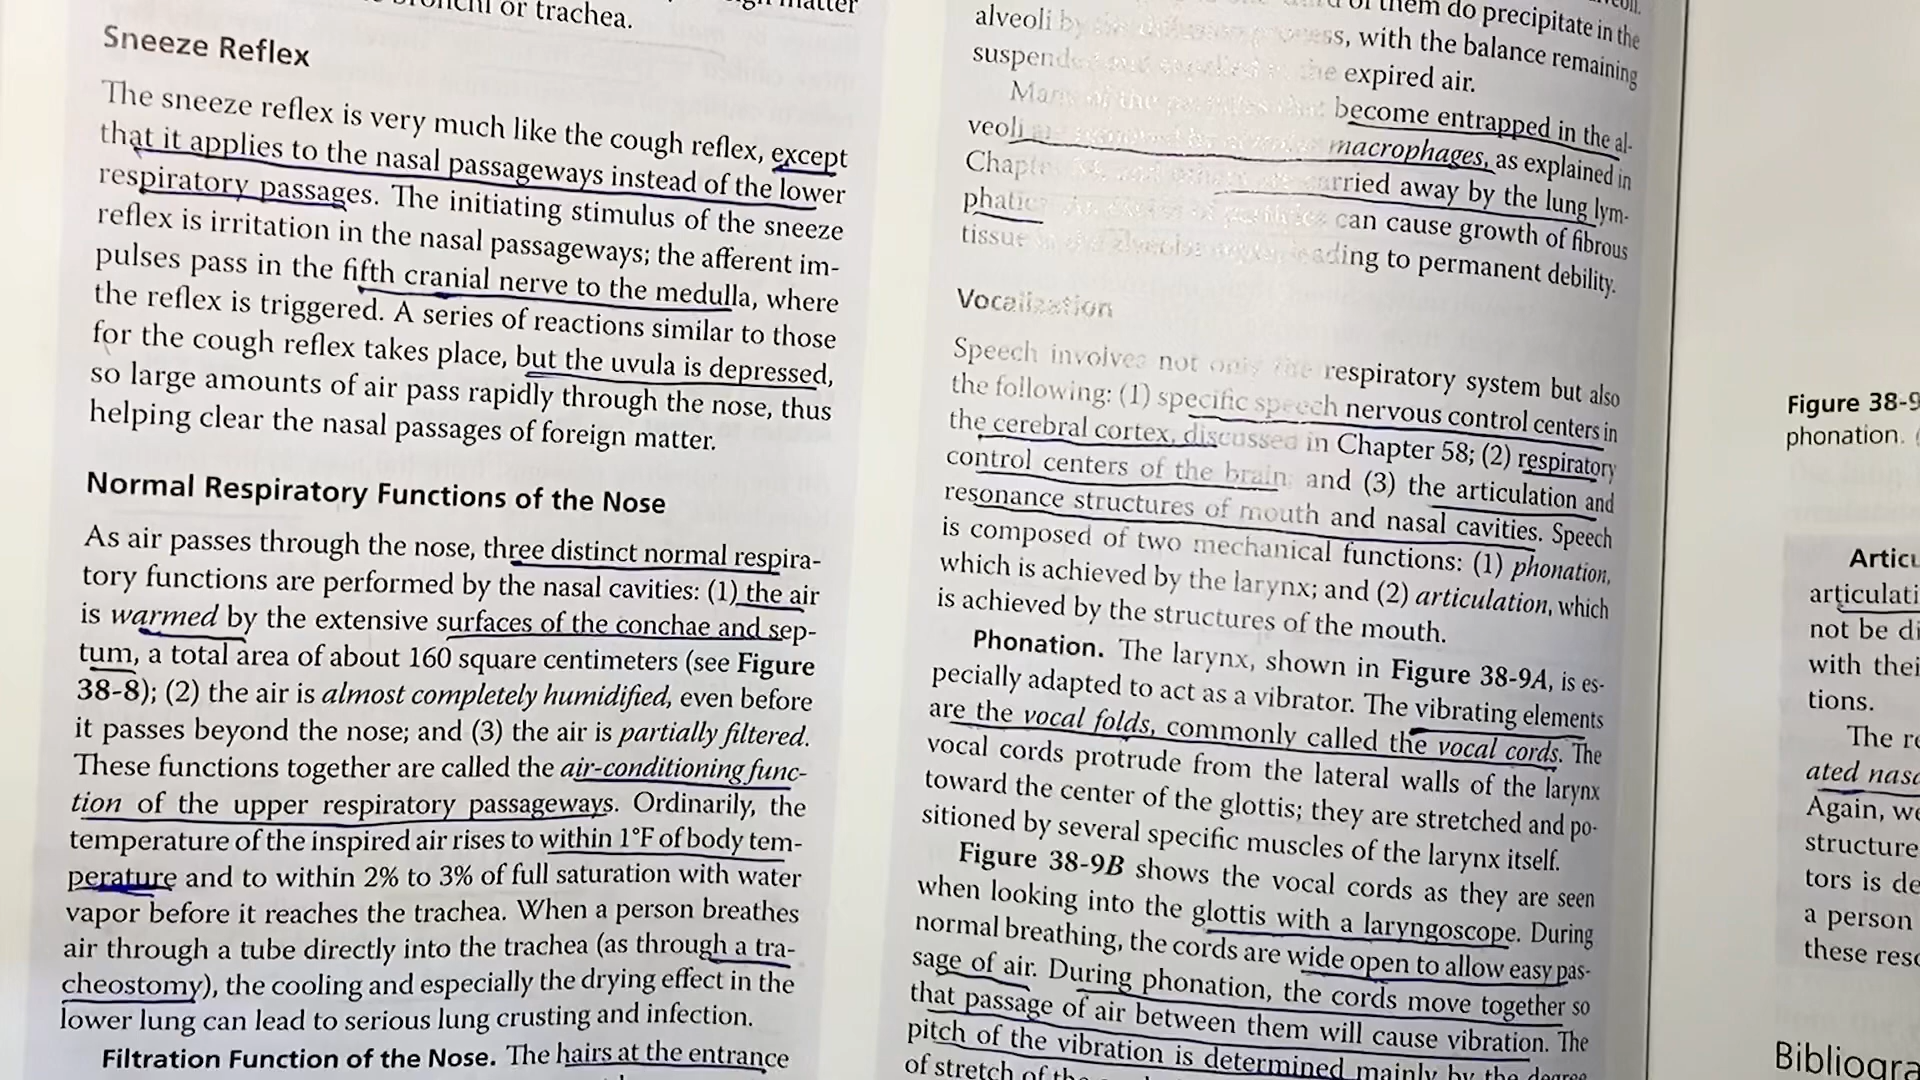 or trachea.
Sneeze Reflex
The sneeze reflex is very much like the cough reflex, except
that it applies to the nasal passageways instead of the lower
respiratory passages. The initiating stimulus of the sneeze
reflex is irritation in the nasal passageways; the afferent im-
pulses pass in the fifth cranial nerve to the medulla, where
the reflex is triggered. A series of reactions similar to those
for the cough reflex takes place, but the uvula is depressed,
so large amounts of air pass rapidly through the nose, thus
helping clear the nasal passages of foreign matter.
Normal Respiratory Functions of the Nose
As air passes through the nose, three distinct normal respira-
tory functions are performed by the nasal cavities: (1) the air
is warmed by the extensive surfaces of the conchae and sep-
tum, a total area of about 160 square centimeters (see Figure
38-8); (2) the air is almost completely humidified, even before
it passes beyond the nose; and (3) the air is partially filtered.
These functions together are called the air-conditioning func-
tion of the upper respiratory passageways. Ordinarily, the
temperature of the inspired air rises to within 1°F of body tem-
perature and to within 2% to 3% of full saturation with water
vapor before it reaches the trachea. When a person breathes
air through a tube directly into the trachea (as through a tra-
cheostomy), the cooling and especially the drying effect in the
lower lung can lead to serious lung crusting and infection.
Filtration Function of the Nose. The hairs at the entrance
matter
of them do precipitate in the
alveoli by the diffusion process, with the balance remaining
suspended and expelled in the expired air.
Many of the particles that become entrapped in the al-
veoli are removed by alveolar macrophages, as explained in
carried away by the lung lym-
phatics. An excess of particles can cause growth of fibrous
tissue in the alveolar septa, leading to permanent debility.
Vocalization
Speech involves not only the respiratory system but also
the following: (1) specific speech nervous control centers in
the cerebral cortex, discussed in Chapter 58; (2) respiratory
control centers of the brain; and (3) the articulation and
resonance structures of mouth and nasal cavities. Speech
is composed of two mechanical functions: (1) phonation,
which is achieved by the larynx; and (2) articulation, which
is achieved by the structures of the mouth.
Phonation. The larynx, shown in Figure 38-9A, is es-
pecially adapted to act as a vibrator. The vibrating elements
are the vocal folds, commonly called the vocal cords. The
vocal cords protrude from the lateral walls of the larynx
toward the center of the glottis; they are stretched and po-
sitioned by several specific muscles of the larynx itself.
Figure 38-9B shows the vocal cords as they are seen
when looking into the glottis with a laryngoscope. During
normal breathing, the cords are wide open to allow easy pas-
sage of air. During phonation, the cords move together so
that passage of air between them will cause vibration. The
pitch of the vibration is determined mainly by the degree
of stretch of the
Figure 38-9
phonation.
Articu
articulati
not be di
with thei
tions.
The re
ated nasa
Again, we
structure
tors is de
a person
these reso
Bibliogra